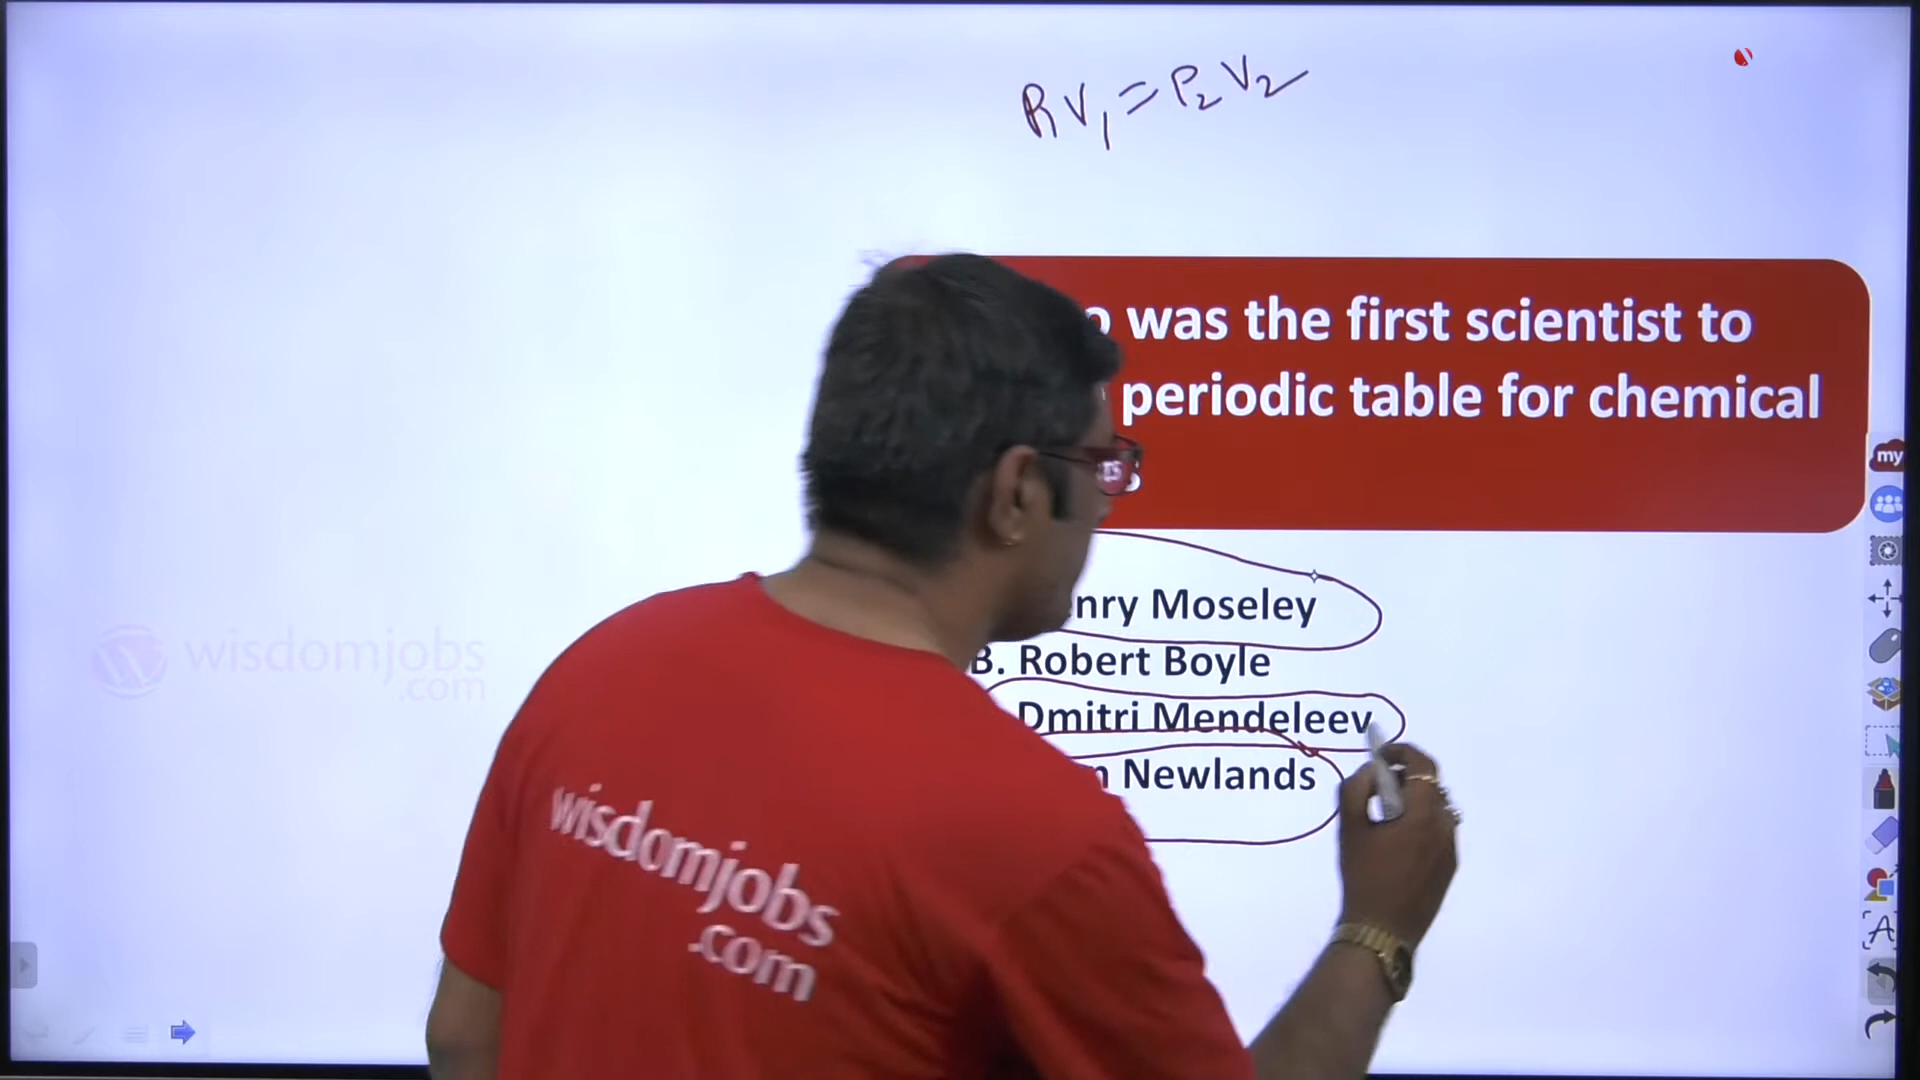 P₁V₁ = P₂V₂
was the first scientist to
periodic table for chemical
my
Moseley
B. Robert Boyle
Dmitri Mendeleev
Newlands
wisdomjobs
.com
wisdomjobs
.com
A